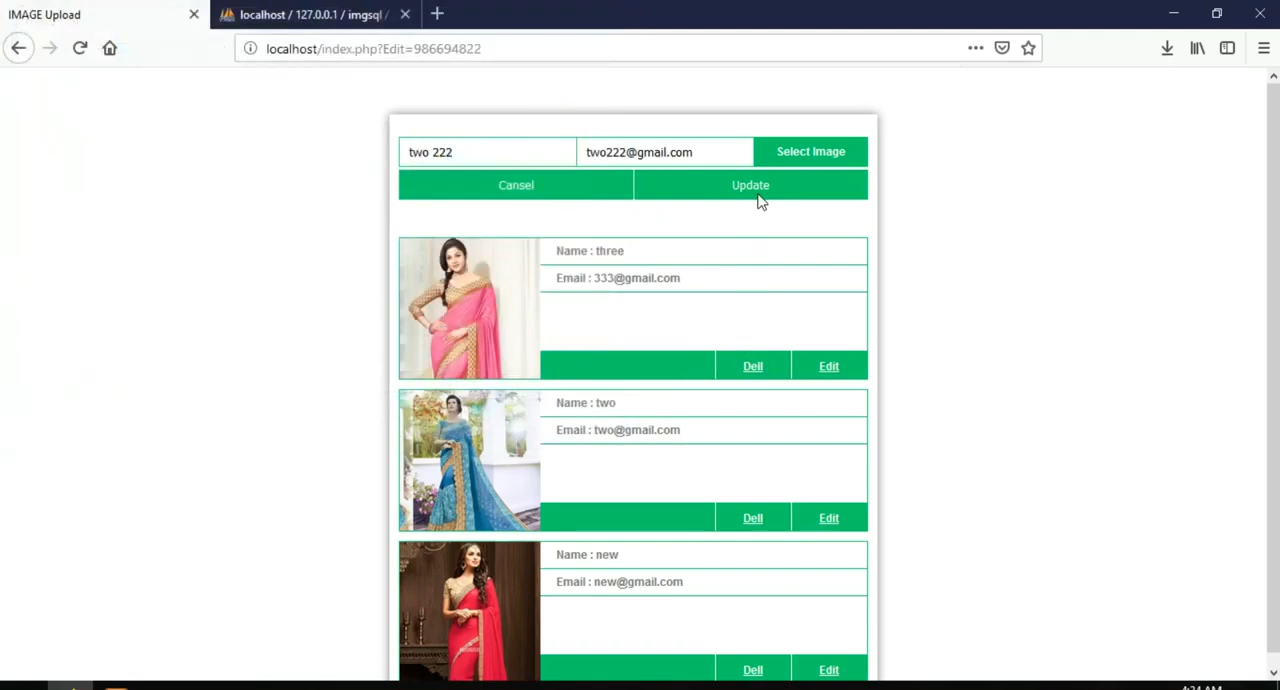 IMAGE Upload
localhost / 127.0.0.1 / imgsql /
localhost/index.php?Edit=986694822
two 222
two222@gmail.com
Select Image
Cansel
Update
Name : three
Email : 333@gmail.com
Dell
Edit
Name : two
Email : two@gmail.com
Dell
Edit
Name : new
Email : new@gmail.com
Dell
Edit